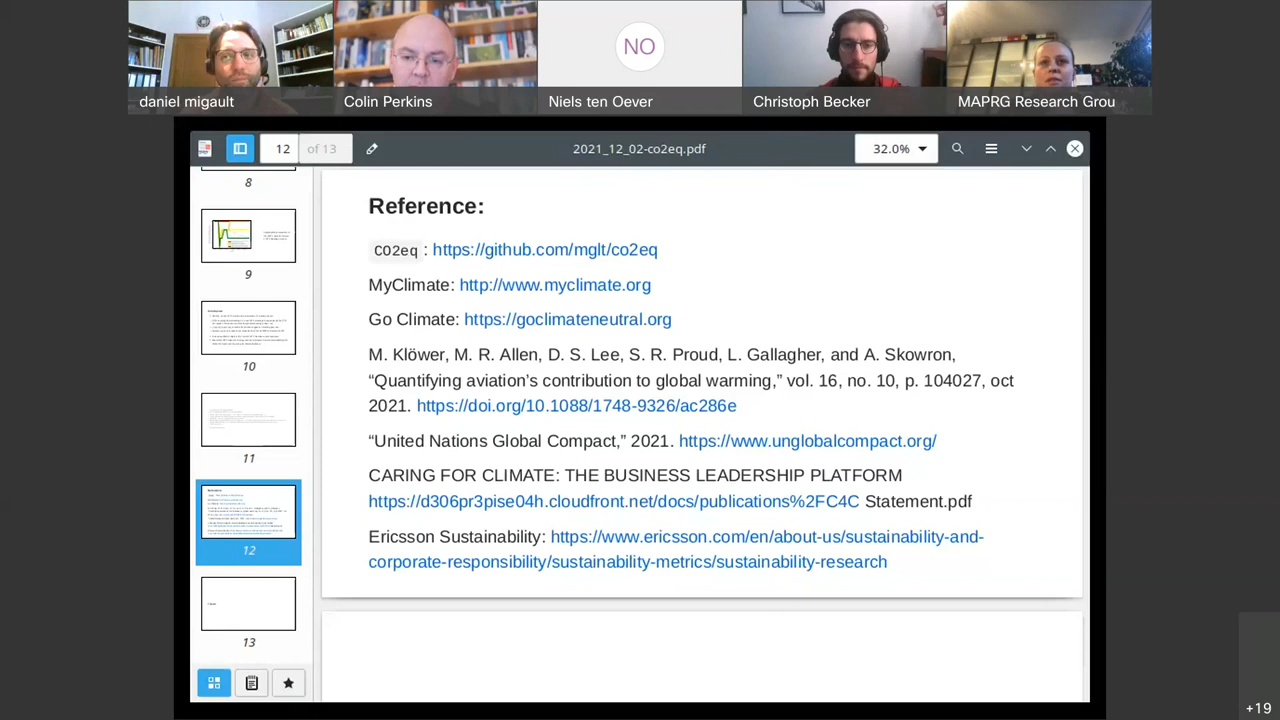 NO
daniel migault
Colin Perkins
Niels ten Oever
Christoph Becker
MAPRG Research Grou
12 of 13
2021_12_02-co2eq.pdf
32.0%
8
9
10
11
12
13
Reference:
CO2eq : https://github.com/mglt/co2eq
MyClimate: http://www.myclimate.org
Go Climate: https://goclimateneutral.org
M. Klöwer, M. R. Allen, D. S. Lee, S. R. Proud, L. Gallagher, and A. Skowron,
“Quantifying aviation’s contribution to global warming,” vol. 16, no. 10, p. 104027, oct
2021. https://doi.org/10.1088/1748-9326/ac286e
“United Nations Global Compact,” 2021. https://www.unglobalcompact.org/
CARING FOR CLIMATE: THE BUSINESS LEADERSHIP PLATFORM
https://d306pr3pise04h.cloudfront.net/docs/publications%2FC4C Statement.pdf
Ericsson Sustainability: https://www.ericsson.com/en/about-us/sustainability-and-
corporate-responsibility/sustainability-metrics/sustainability-research
+19